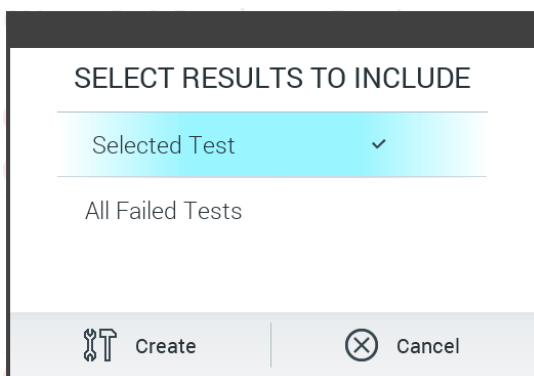 SELECT RESULTS TO INCLUDE
Selected Test
All Failed Tests
Create
Cancel